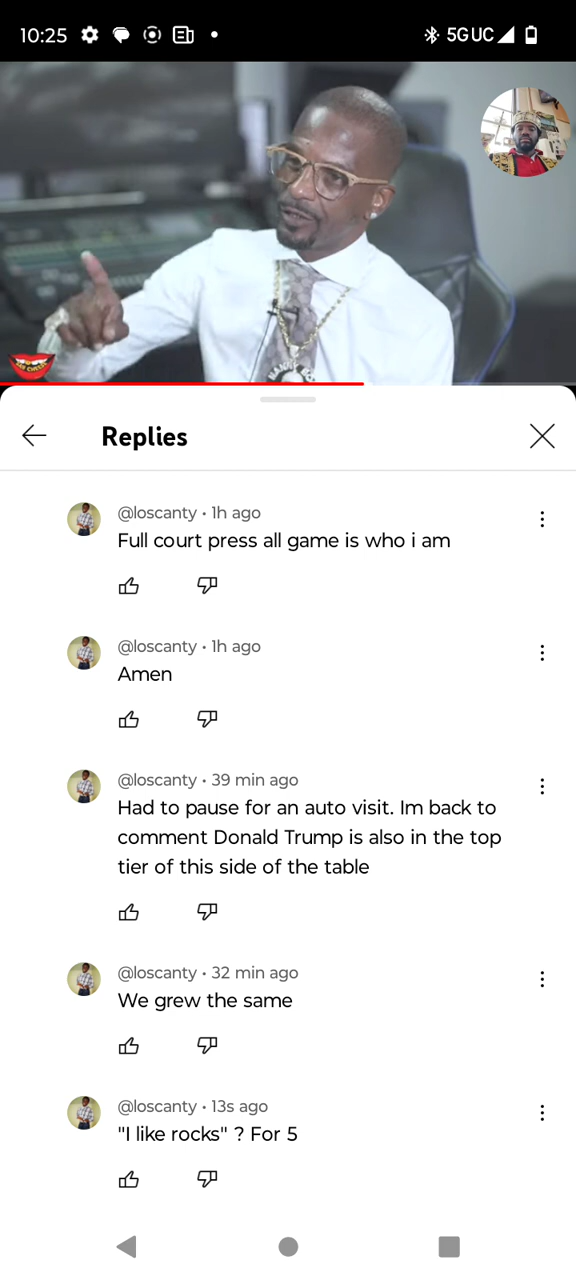 10:25
5G UC
Replies
@loscanty • 1h ago
Full court press all game is who i am
@loscanty • 1h ago
Amen
@loscanty • 39 min ago
Had to pause for an auto visit. Im back to
comment Donald Trump is also in the top
tier of this side of the table
@loscanty • 32 min ago
We grew the same
@loscanty • 13s ago
"I like rocks" ? For 5